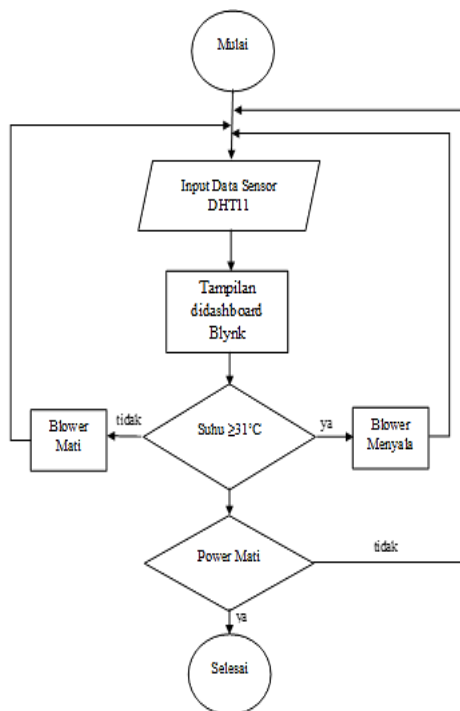 Mulai
Input Data Sensor
DHT11
Tampilan
didashboard
Blynk
Blower
Mati
tidak
Suhu ≥31°C
ya
Blower
Menyala
Power Mati
tidak
ya
Selesai